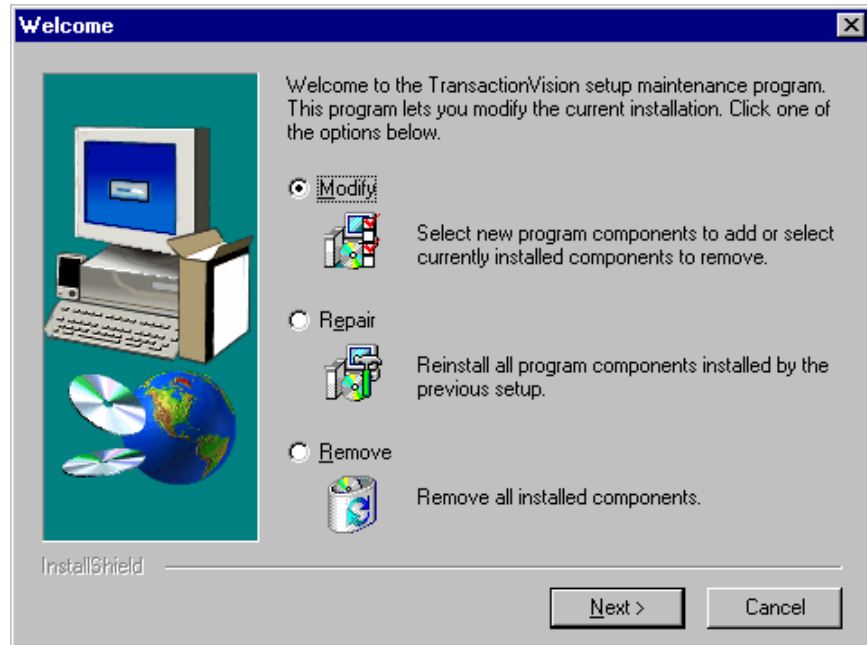 Welcome
Welcome to the TransactionVision setup maintenance program.
This program lets you modify the current installation. Click one of
the options below.
Modify
Select new program components to add or select
currently installed components to remove.
Repair
Reinstall all program components installed by the
previous setup.
Remove
Remove all installed components.
InstallShield
Next >
Cancel